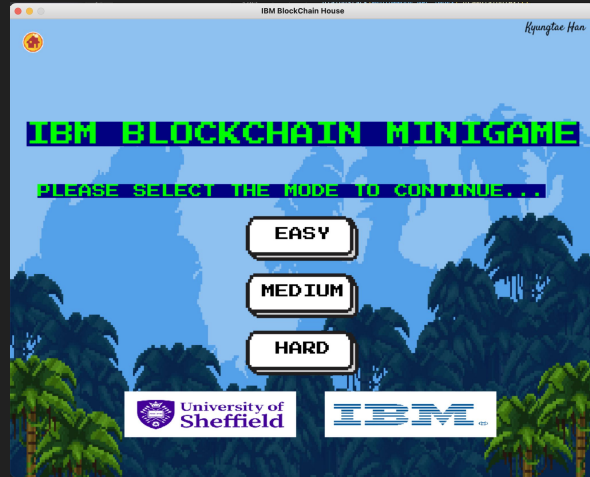 IBM BlockChain House
Kyungtae Han
IBM BLOCKCHAIN MINIGAME
PLEASE SELECT THE MODE TO CONTINUE...
EASY
MEDIUM
HARD
University of
Sheffield
IBM